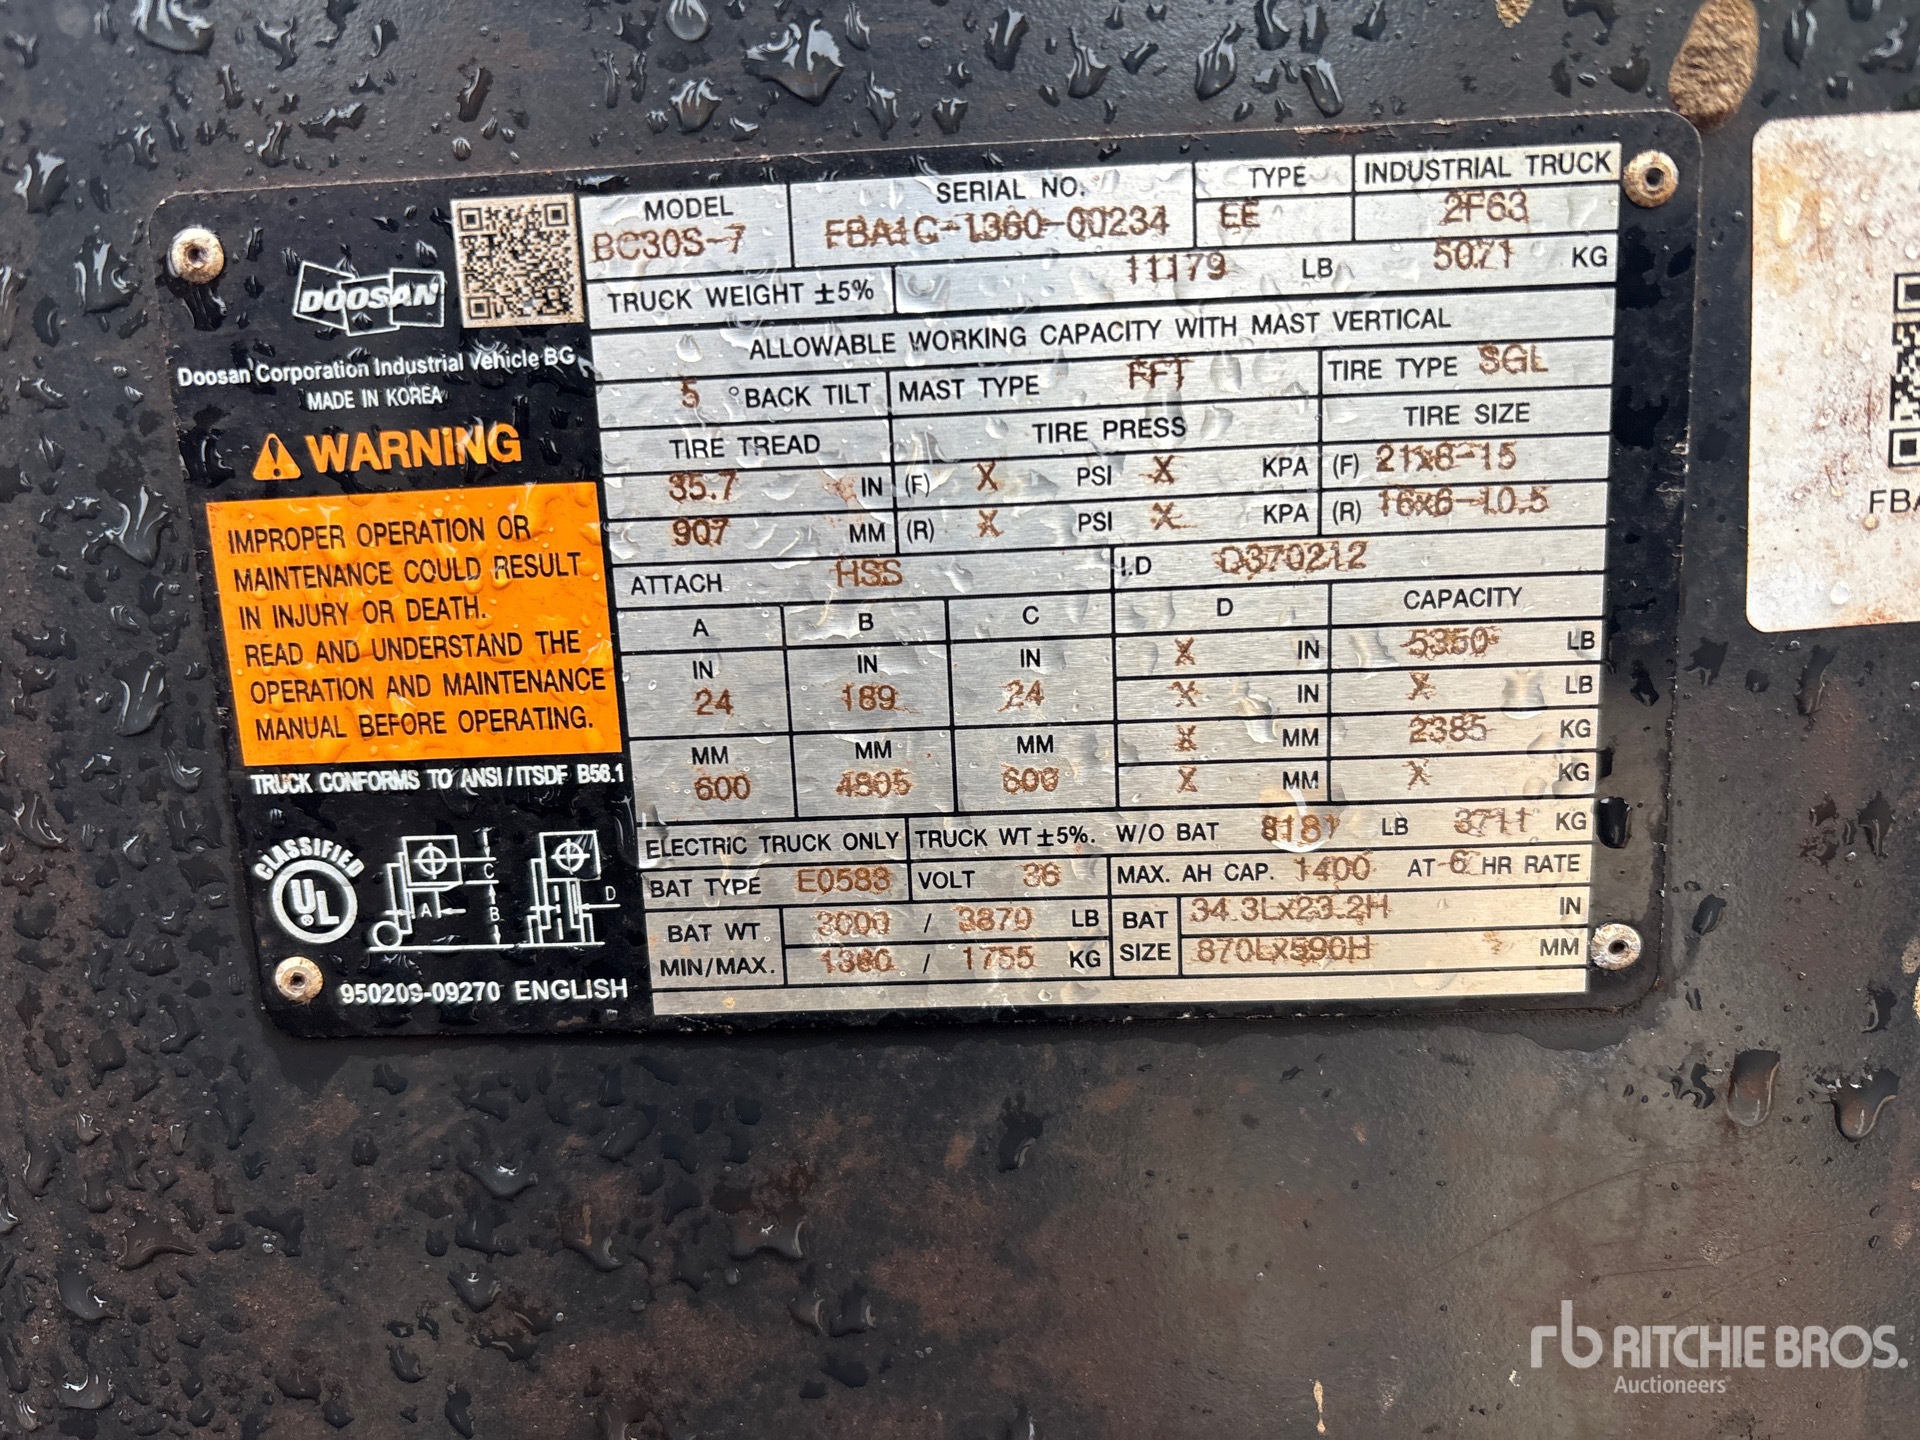 DOOSAN
Doosan Corporation Industrial Vehicle BG
MADE IN KOREA
WARNING
IMPROPER OPERATION OR
MAINTENANCE COULD RESULT
IN INJURY OR DEATH.
READ AND UNDERSTAND THE
OPERATION AND MAINTENANCE
MANUAL BEFORE OPERATING.
TRUCK CONFORMS TO ANSI / ITSDF B56.1
CLASSIFIED
UL ®
A B C D
950209-09270 ENGLISH
MODEL SERIAL NO. TYPE INDUSTRIAL TRUCK
BC30S-7 FBA1C-1360-00234 EE 2F63
TRUCK WEIGHT ±5% 11179 LB 5071 KG
ALLOWABLE WORKING CAPACITY WITH MAST VERTICAL
5 °BACK TILT MAST TYPE FFT TIRE TYPE SGL
TIRE TREAD TIRE PRESS TIRE SIZE
35.7 IN (F) X PSI X KPA (F) 21x8-15
907 MM (R) X PSI X KPA (R) 16x6-10.5
ATTACH HSS I.D O370212
A B C D CAPACITY
IN IN IN X IN 5350 LB
24 189 24 X IN X LB
MM MM MM X MM 2385 KG
600 4805 600 X MM X KG
ELECTRIC TRUCK ONLY TRUCK WT ±5%. W/O BAT 8181 LB 3711 KG
BAT TYPE E0583 VOLT 36 MAX. AH CAP. 1400 AT 6 HR RATE
BAT WT MIN/MAX. 3000 / 3870 LB BAT SIZE 34.3Lx23.2H IN
1360 / 1755 KG 870Lx590H MM
FBA
rb RITCHIE BROS.
Auctioneers